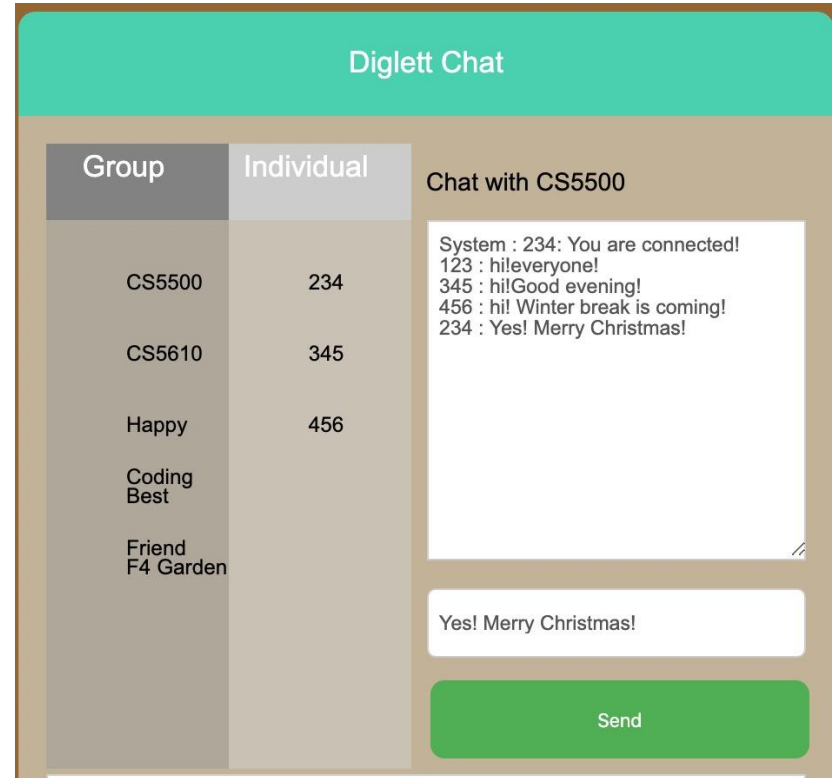 Diglett Chat
Group
Individual
CS5500
CS5610
Happy
Coding
Best
Friend
F4 Garden
234
345
456
Chat with CS5500
System : 234: You are connected!
123 : hi!everyone!
345 : hi!Good evening!
456 : hi! Winter break is coming!
234 : Yes! Merry Christmas!
Yes! Merry Christmas!
Send